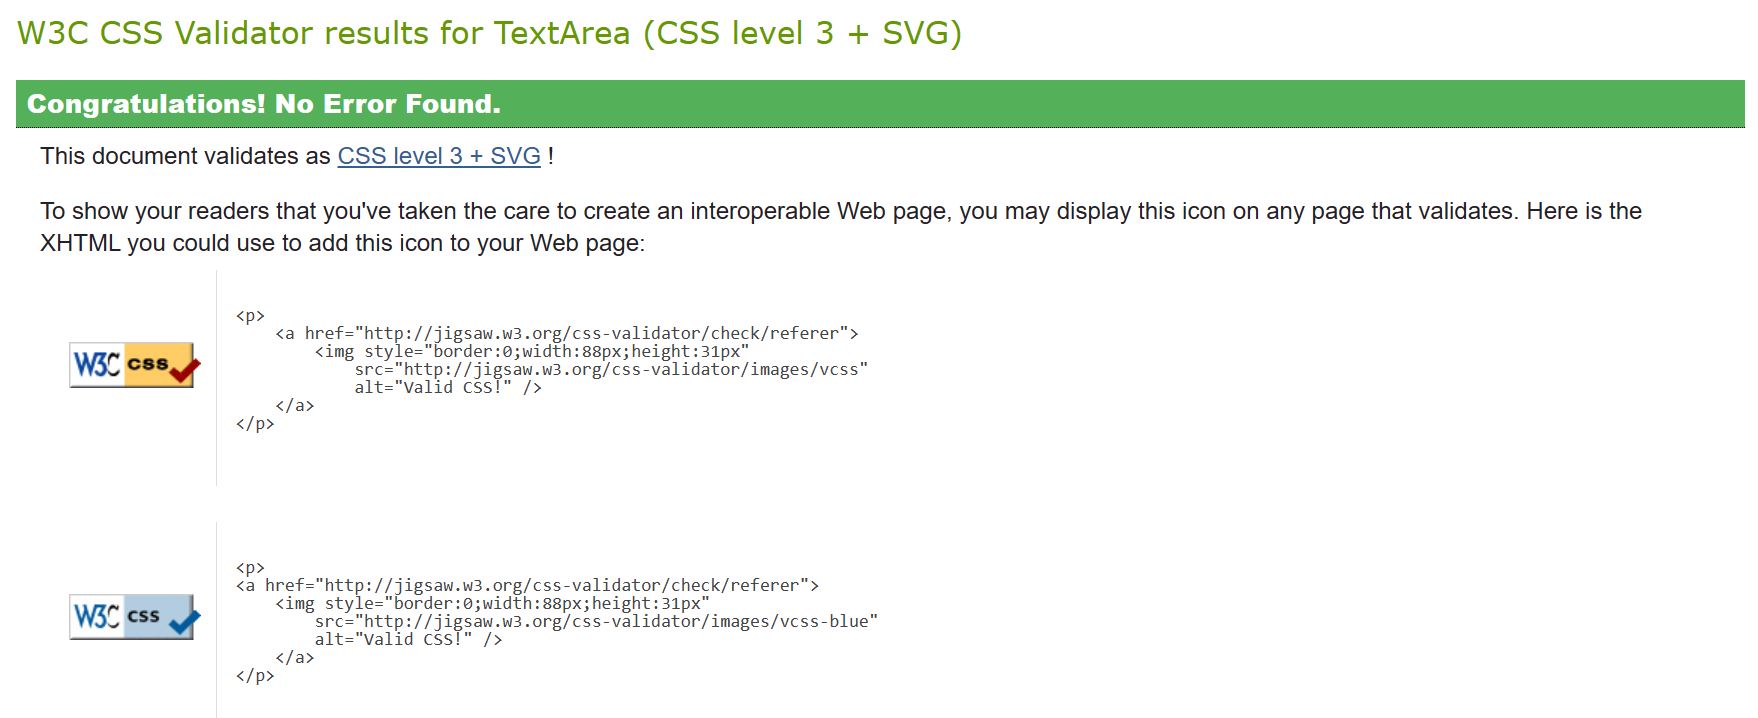 W3C CSS Validator results for TextArea (CSS level 3 + SVG)
Congratulations! No Error Found.
This document validates as CSS level 3 + SVG !
To show your readers that you've taken the care to create an interoperable Web page, you may display this icon on any page that validates. Here is the
XHTML you could use to add this icon to your Web page:
W3C css
<p>
    <a href="http://jigsaw.w3.org/css-validator/check/referer">
        <img style="border:0;width:88px;height:31px"
            src="http://jigsaw.w3.org/css-validator/images/vcss"
            alt="Valid CSS!" />
    </a>
</p>
W3C css
<p>
<a href="http://jigsaw.w3.org/css-validator/check/referer">
    <img style="border:0;width:88px;height:31px"
        src="http://jigsaw.w3.org/css-validator/images/vcss-blue"
        alt="Valid CSS!" />
    </a>
</p>